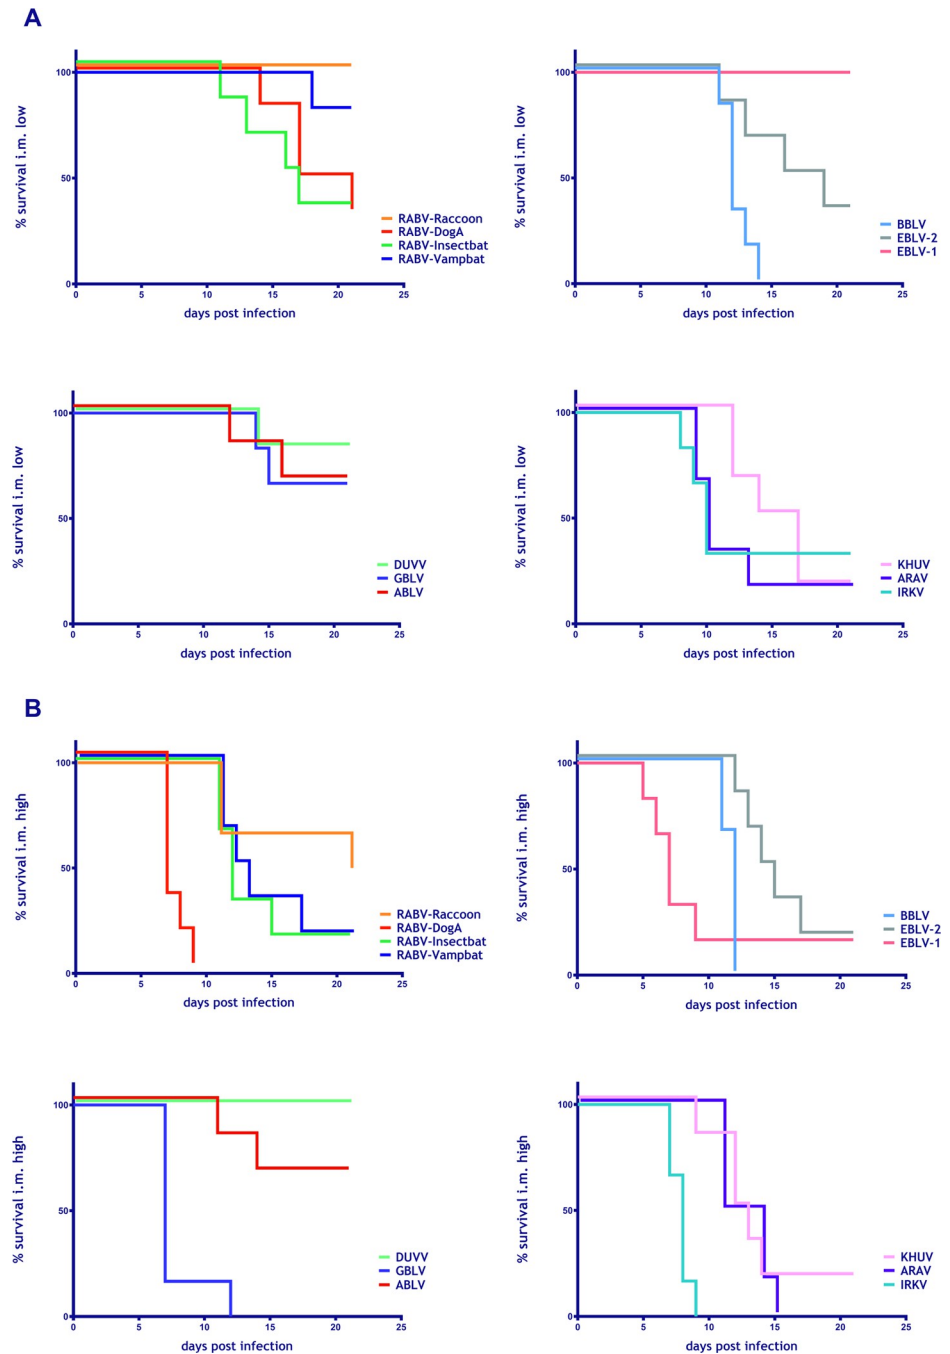 A
% survival i.m. low
100
50
0
0 5 10 15 20 25
days post infection
RABV-Raccoon
RABV-DogA
RABV-Insectbat
RABV-Vampbat
% survival i.m. low
100
50
0
0 5 10 15 20 25
days post infection
BBLV
EBLV-2
EBLV-1
% survival i.m. low
100
50
0
0 5 10 15 20 25
days post infection
DUVV
GBLV
ABLV
% survival i.m. low
100
50
0
0 5 10 15 20 25
days post infection
KHUV
ARAV
IRKV
B
% survival i.m. high
100
50
0
0 5 10 15 20 25
days post infection
RABV-Raccoon
RABV-DogA
RABV-Insectbat
RABV-Vampbat
% survival i.m. high
100
50
0
0 5 10 15 20 25
days post infection
BBLV
EBLV-2
EBLV-1
% survival i.m. high
100
50
0
0 5 10 15 20 25
days post infection
DUVV
GBLV
ABLV
% survival i.m. high
100
50
0
0 5 10 15 20 25
days post infection
KHUV
ARAV
IRKV